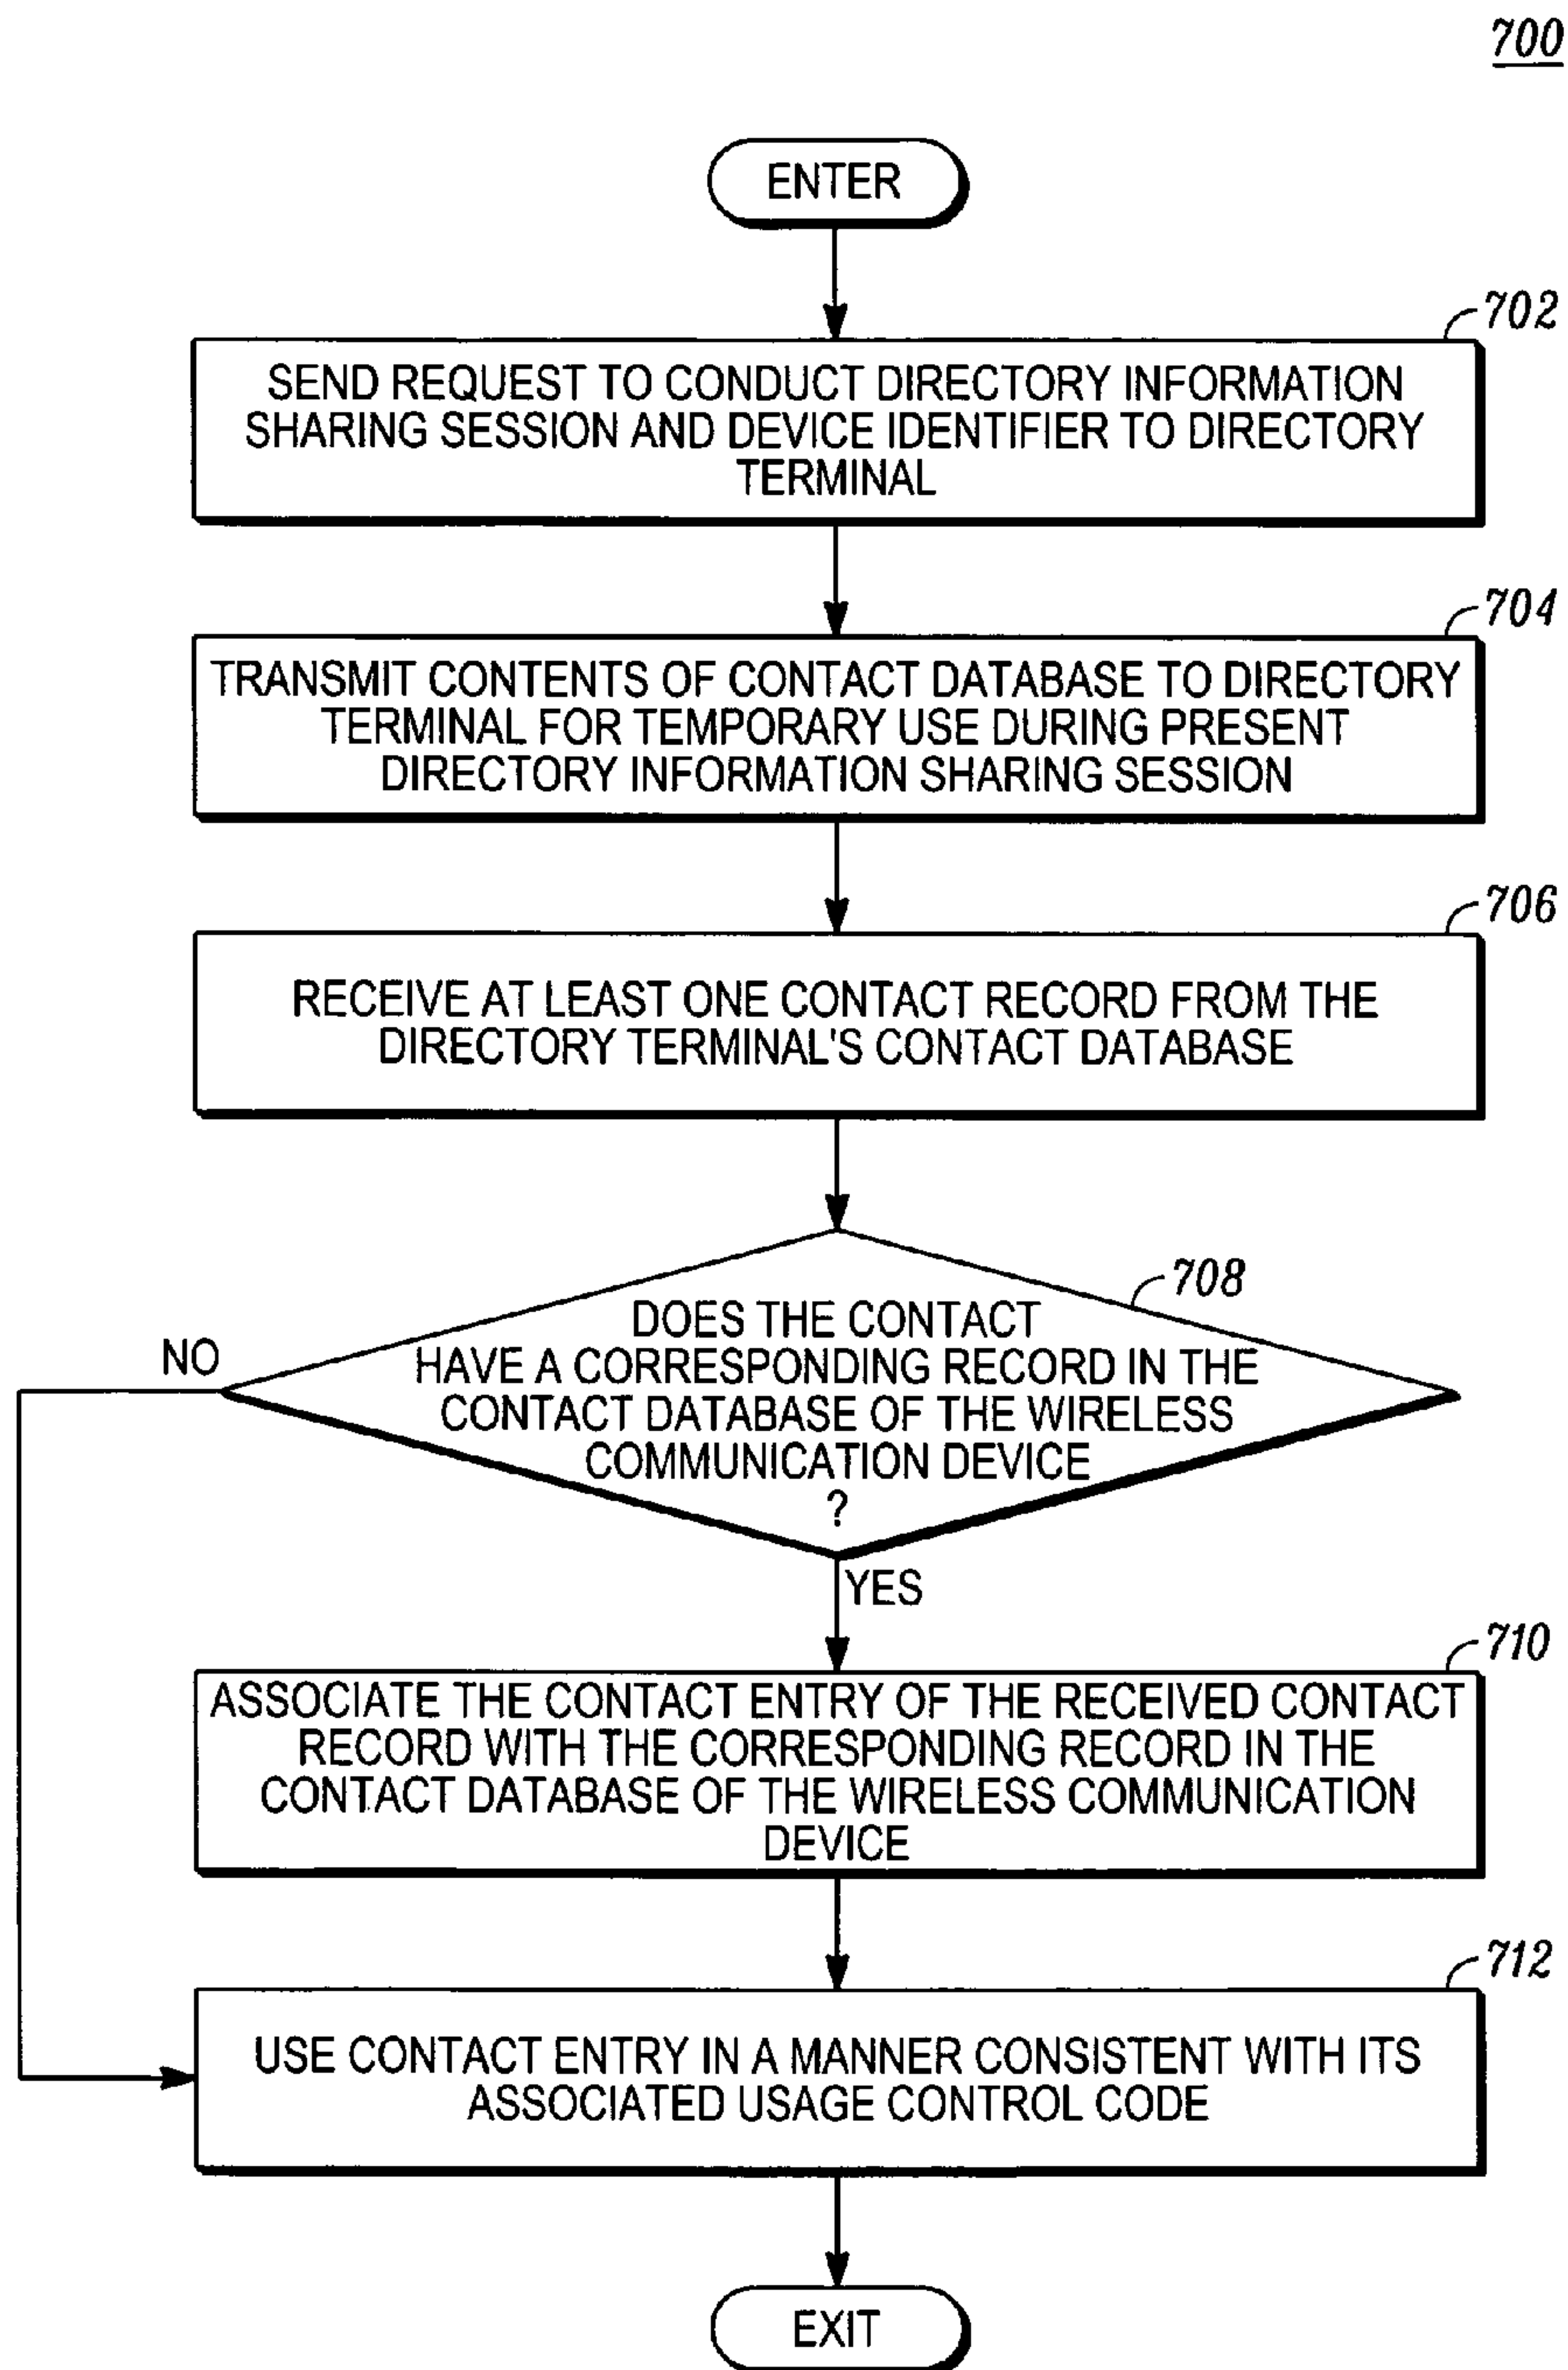 700
ENTER
702
SEND REQUEST TO CONDUCT DIRECTORY INFORMATION
SHARING SESSION AND DEVICE IDENTIFIER TO DIRECTORY
TERMINAL
704
TRANSMIT CONTENTS OF CONTACT DATABASE TO DIRECTORY
TERMINAL FOR TEMPORARY USE DURING PRESENT
DIRECTORY INFORMATION SHARING SESSION
706
RECEIVE AT LEAST ONE CONTACT RECORD FROM THE
DIRECTORY TERMINAL'S CONTACT DATABASE
708
DOES THE CONTACT
HAVE A CORRESPONDING RECORD IN THE
CONTACT DATABASE OF THE WIRELESS
COMMUNICATION DEVICE
?
NO
YES
710
ASSOCIATE THE CONTACT ENTRY OF THE RECEIVED CONTACT
RECORD WITH THE CORRESPONDING RECORD IN THE
CONTACT DATABASE OF THE WIRELESS COMMUNICATION
DEVICE
712
USE CONTACT ENTRY IN A MANNER CONSISTENT WITH ITS
ASSOCIATED USAGE CONTROL CODE
EXIT